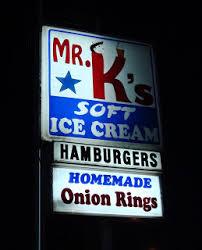 MR. K's
SOFT
ICE CREAM
HAMBURGERS
HOMEMADE
Onion Rings